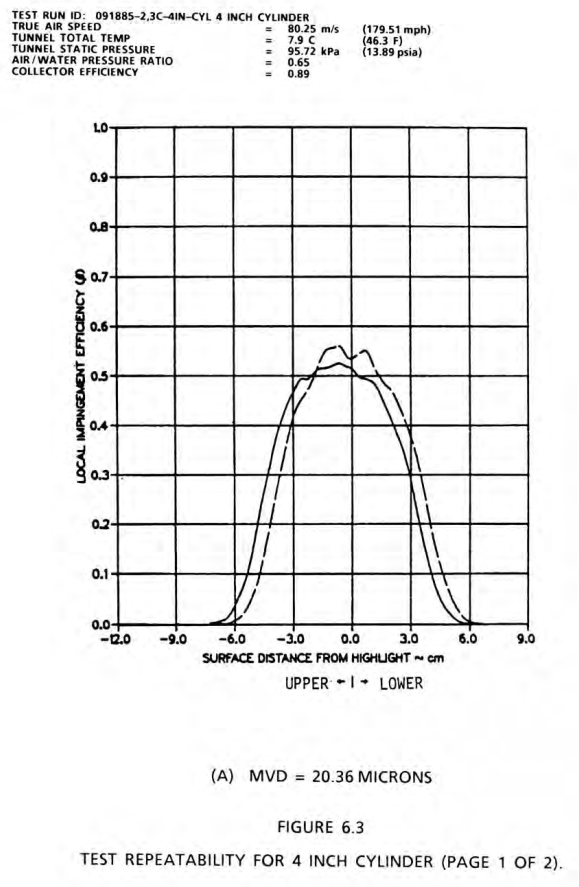 TEST RUN ID: 091885-2,3C-4IN-CYL 4 INCH CYLINDER
TRUE AIR SPEED = 80.25 m/s (179.51 mph)
TUNNEL TOTAL TEMP = 7.9 C (46.3 F)
TUNNEL STATIC PRESSURE = 95.72 kPa (13.89 psia)
AIR/WATER PRESSURE RATIO = 0.65
COLLECTOR EFFICIENCY = 0.89
LOCAL IMPINGEMENT EFFICIENCY (β)
1.0
0.9
0.8
0.7
0.6
0.5
0.4
0.3
0.2
0.1
0.0
-12.0 -9.0 -6.0 -3.0 0.0 3.0 6.0 9.0
SURFACE DISTANCE FROM HIGHLIGHT ~ cm
UPPER ← | → LOWER
(A) MVD = 20.36 MICRONS
FIGURE 6.3
TEST REPEATABILITY FOR 4 INCH CYLINDER (PAGE 1 OF 2).